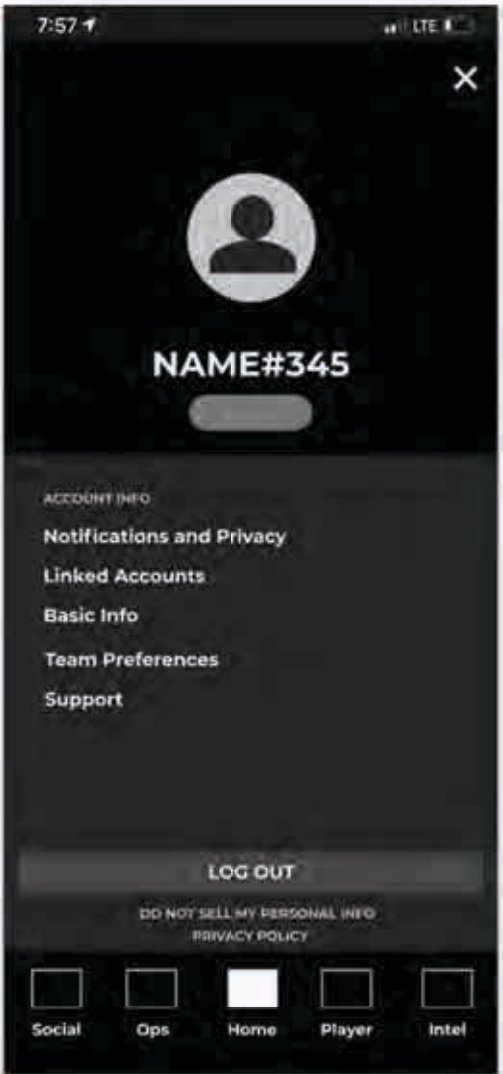 7:57
LTE
NAME#345
ACCOUNT INFO
Notifications and Privacy
Linked Accounts
Basic Info
Team Preferences
Support
LOG OUT
DO NOT SELL MY PERSONAL INFO
PRIVACY POLICY
Social
Ops
Home
Player
Intel